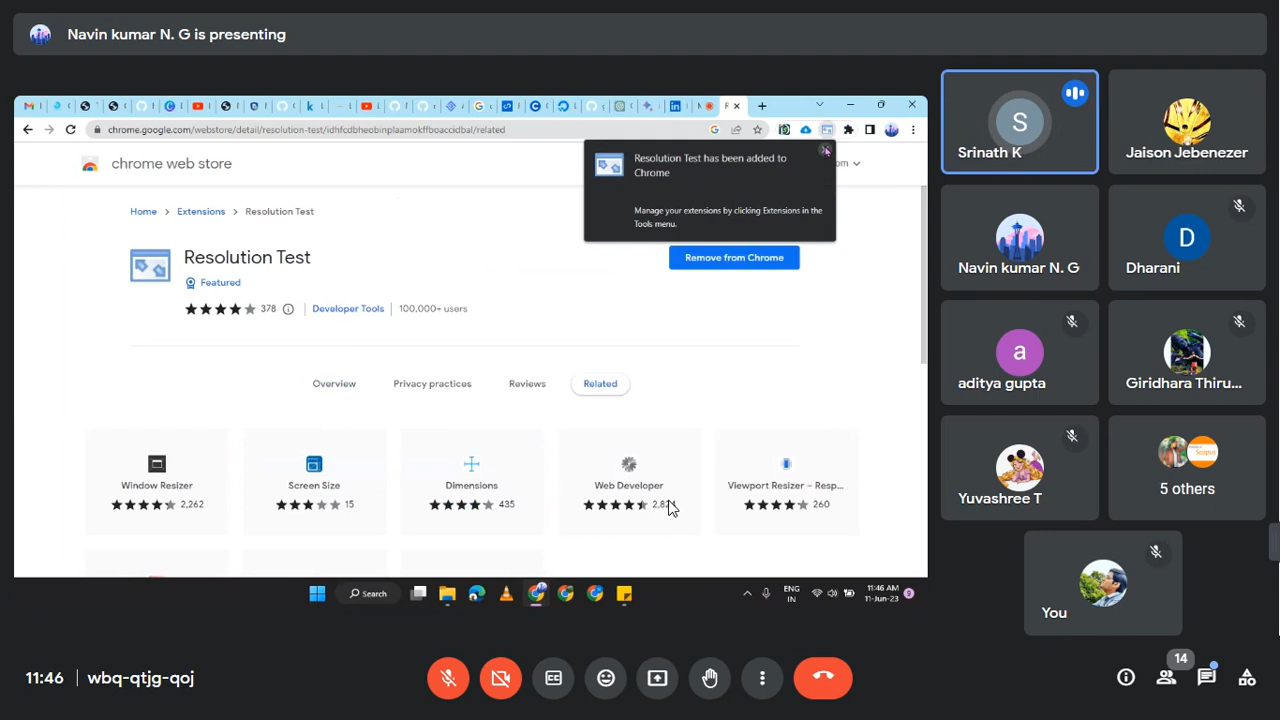 Navin kumar N. G is presenting
chrome.google.com/webstore/detail/resolution-test/idhfcdbheobinplaamokffboaccidbal/related
chrome web store
Resolution Test has been added to
Chrome
Manage your extensions by clicking Extensions in the
Tools menu.
Home
Extensions
Resolution Test
Resolution Test
Remove from Chrome
Featured
378
Developer Tools
100,000+ users
Overview
Privacy practices
Reviews
Related
Window Resizer
2,262
Screen Size
15
Dimensions
435
Web Developer
Viewport Resizer – Resp...
260
Search
ENG
IN
11:46 AM
11-Jun-23
S
Srinath K
Jaison Jebenezer
Navin kumar N. G
D
Dharani
a
aditya gupta
Giridhara Thiru...
Yuvashree T
5 others
You
11:46
wbq-qtjg-qoj
14